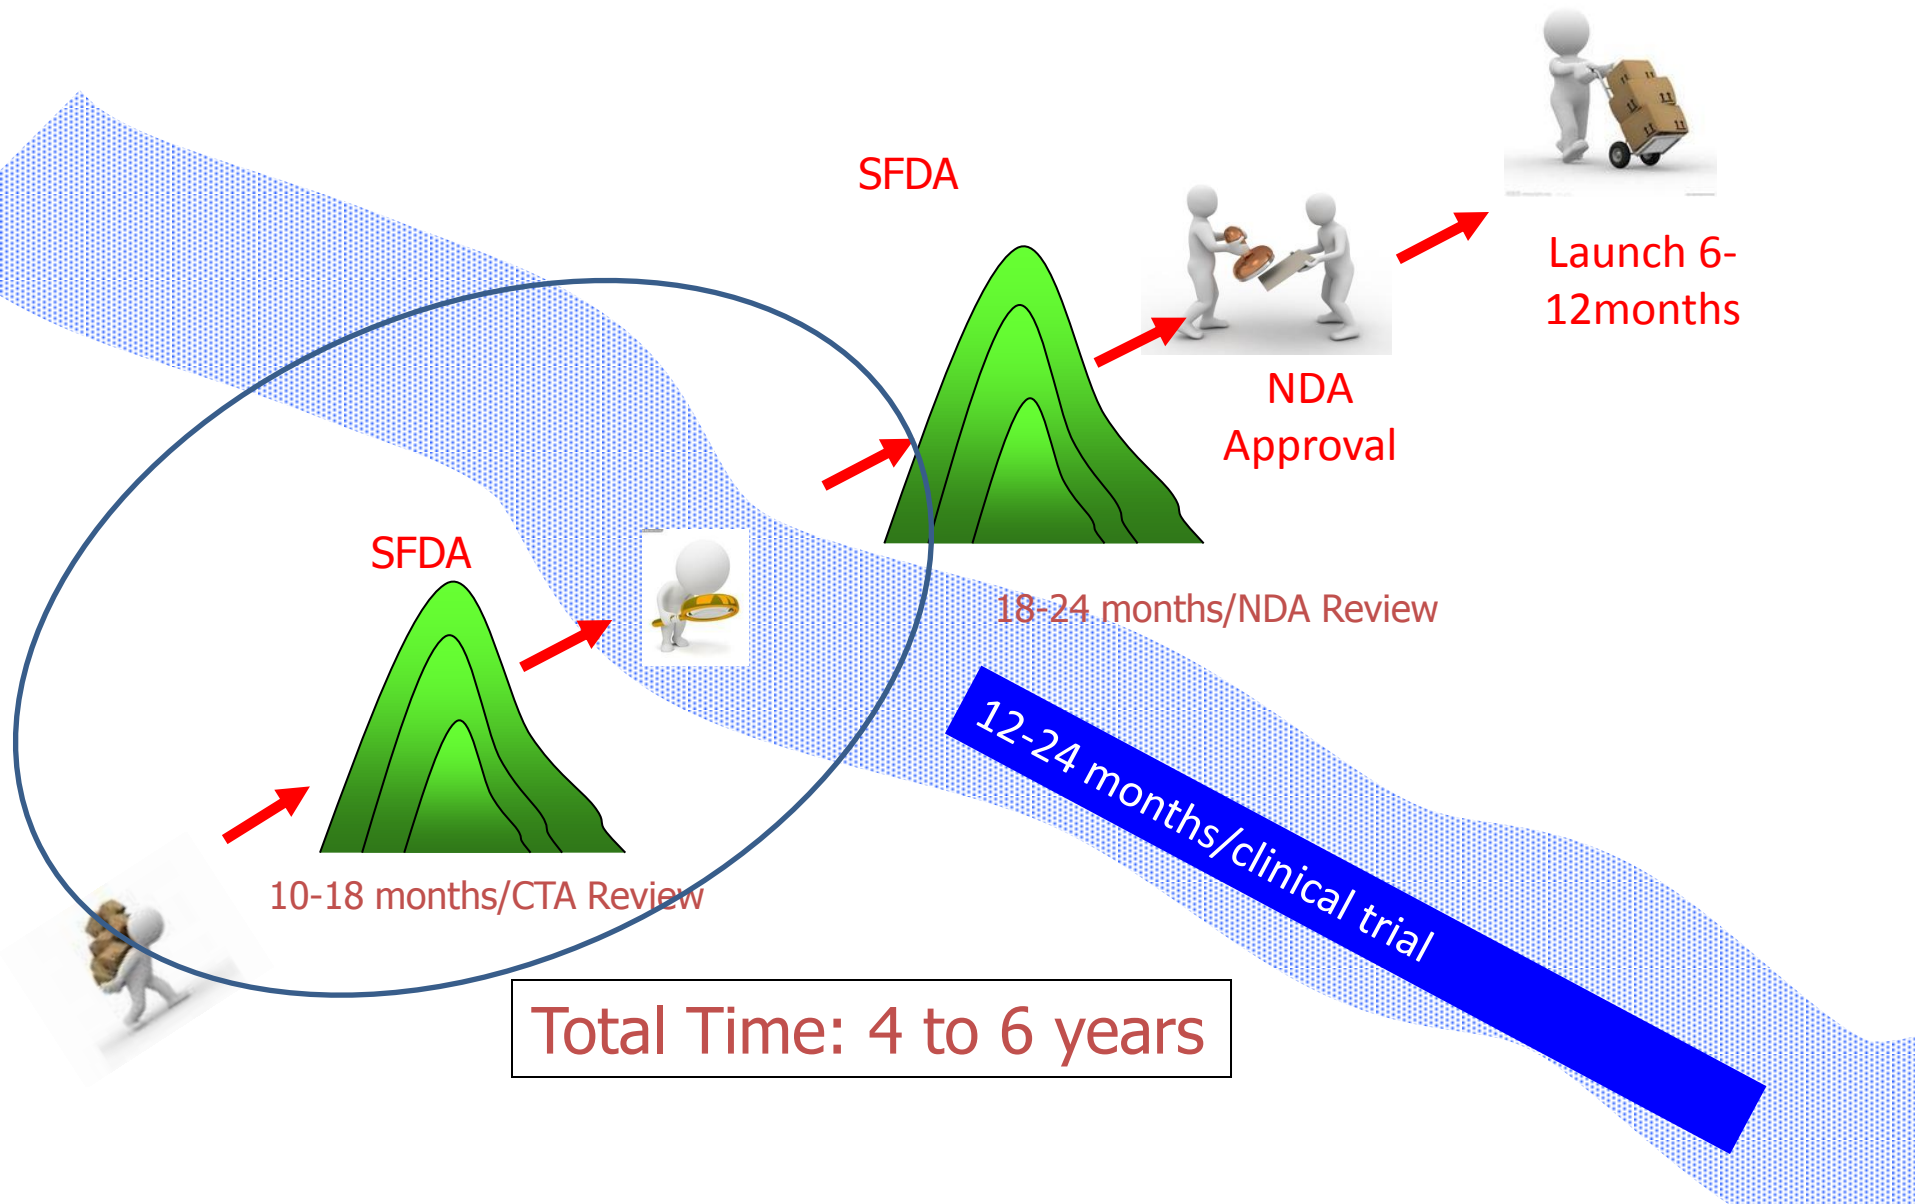 SFDA
Launch 6-
12months
NDA
Approval
SFDA
18-24 months/NDA Review
12-24 months/clinical trial
10-18 months/CTA Review
Total Time: 4 to 6 years